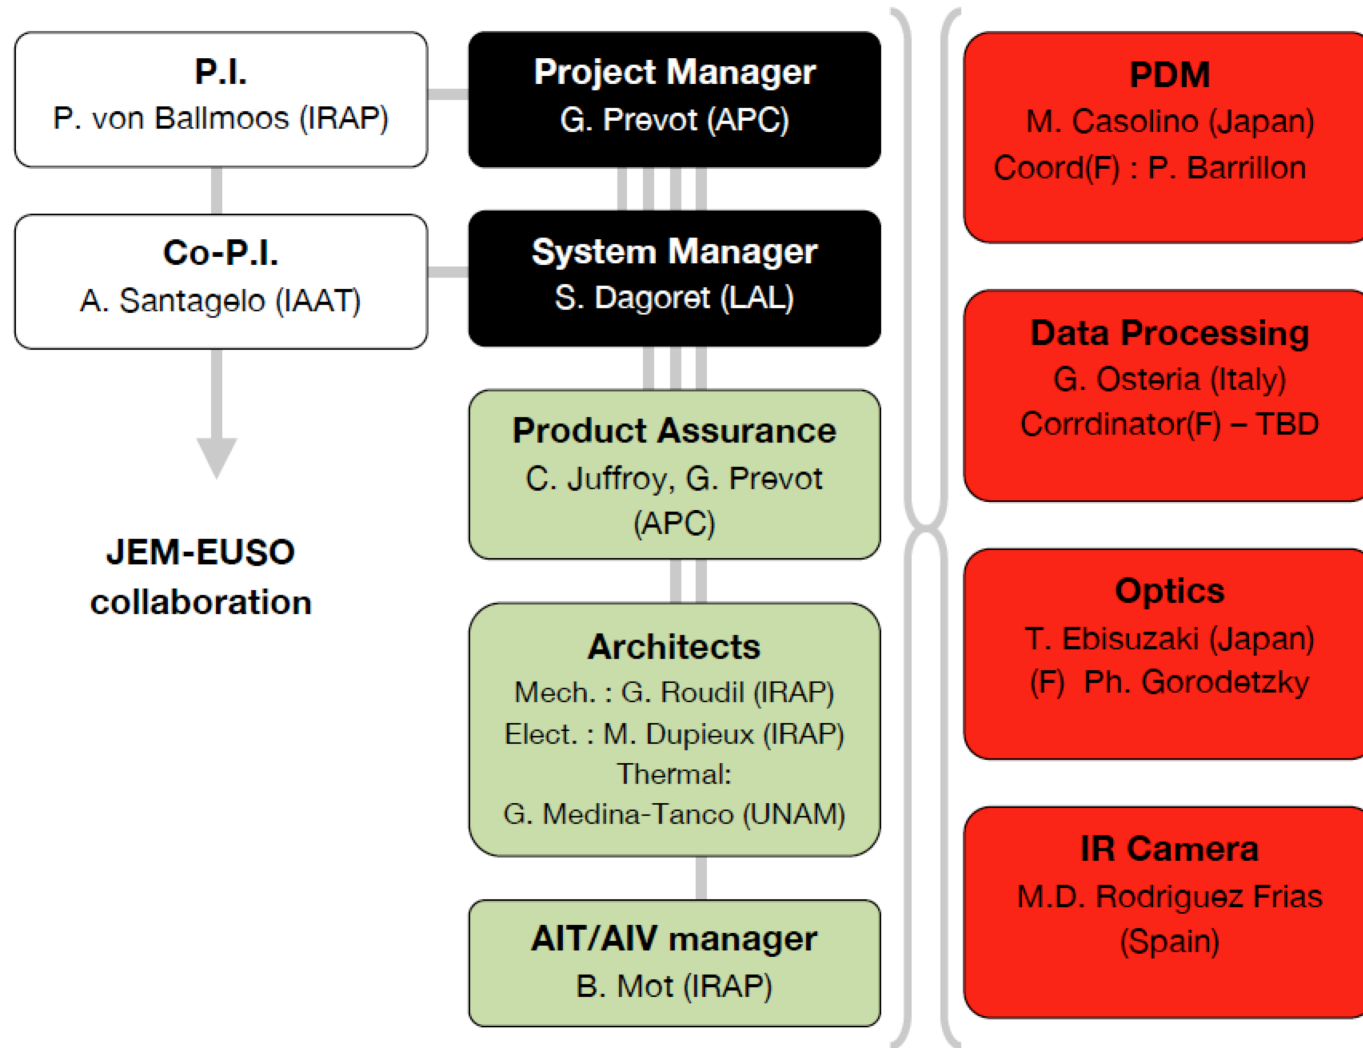 P.I.
P. von Ballmoos (IRAP)
Co-P.I.
A. Santagelo (IAAT)
JEM-EUSO
collaboration
Project Manager
G. Prevot (APC)
System Manager
S. Dagoret (LAL)
Product Assurance
C. Juffroy, G. Prevot
(APC)
Architects
Mech. : G. Roudil (IRAP)
Elect. : M. Dupieux (IRAP)
Thermal:
G. Medina-Tanco (UNAM)
AIT/AIV manager
B. Mot (IRAP)
PDM
M. Casolino (Japan)
Coord(F) : P. Barrillon
Data Processing
G. Osteria (Italy)
Corrdinator(F) – TBD
Optics
T. Ebisuzaki (Japan)
(F) Ph. Gorodetzky
IR Camera
M.D. Rodriguez Frias
(Spain)